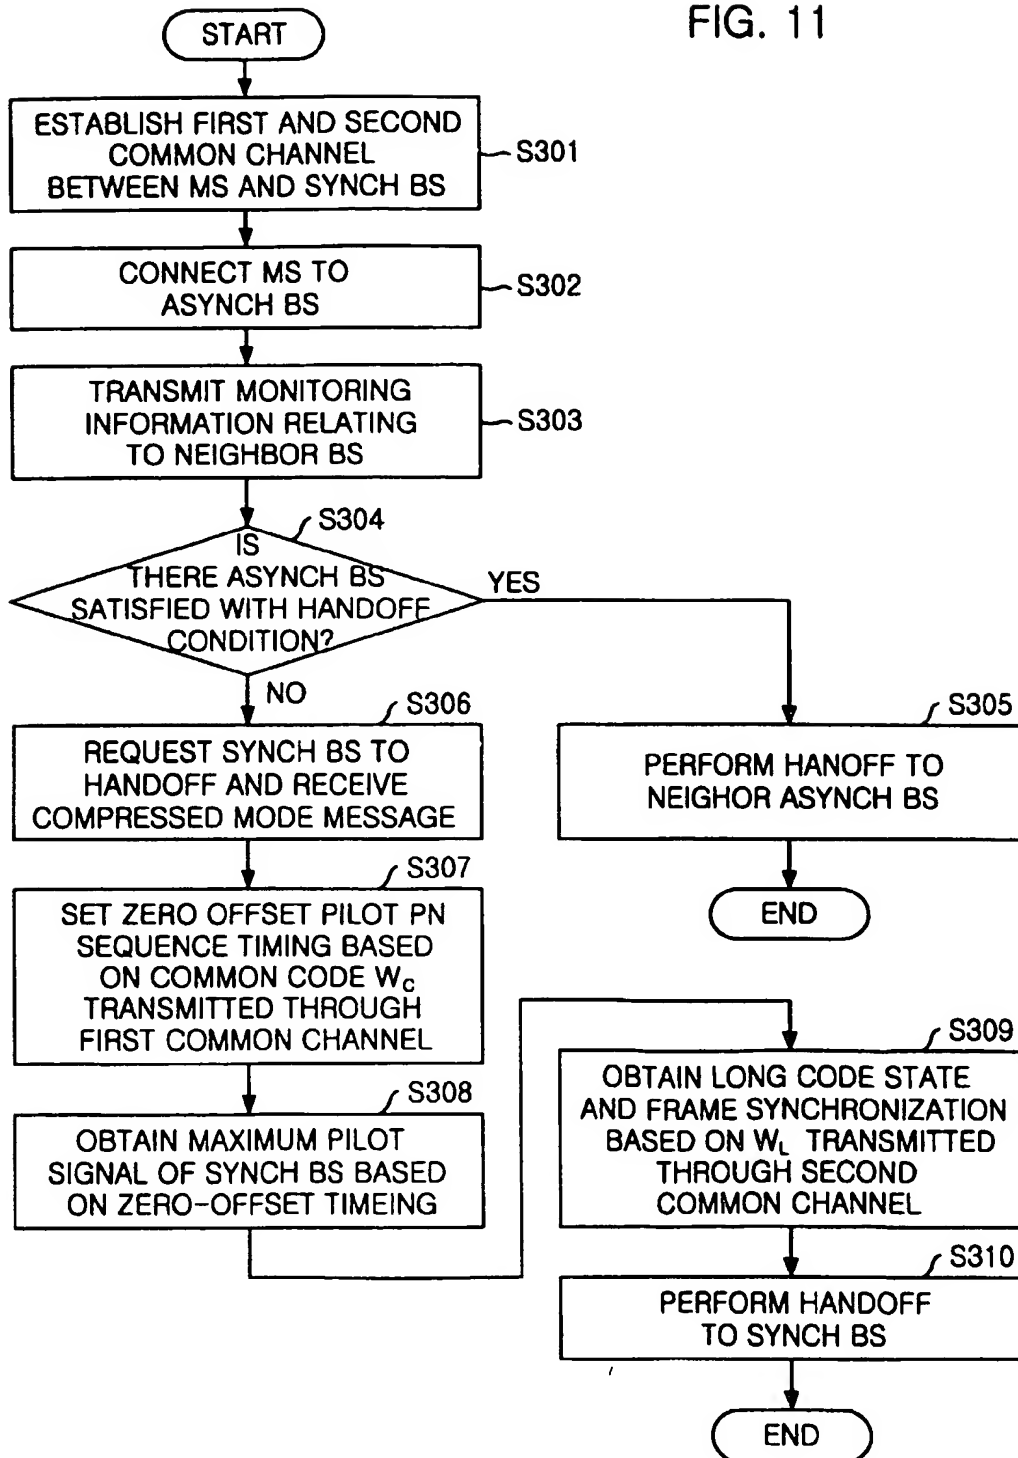 FIG. 11
START
ESTABLISH FIRST AND SECOND
COMMON CHANNEL
BETWEEN MS AND SYNCH BS
S301
CONNECT MS TO
ASYNCH BS
S302
TRANSMIT MONITORING
INFORMATION RELATING
TO NEIGHBOR BS
S303
S304
IS
THERE ASYNCH BS
SATISFIED WITH HANDOFF
CONDITION?
YES
NO
S306
REQUEST SYNCH BS TO
HANDOFF AND RECEIVE
COMPRESSED MODE MESSAGE
S305
PERFORM HANOFF TO
NEIGHOR ASYNCH BS
END
S307
SET ZERO OFFSET PILOT PN
SEQUENCE TIMING BASED
ON COMMON CODE WC
TRANSMITTED THROUGH
FIRST COMMON CHANNEL
S308
OBTAIN MAXIMUM PILOT
SIGNAL OF SYNCH BS BASED
ON ZERO-OFFSET TIMEING
S309
OBTAIN LONG CODE STATE
AND FRAME SYNCHRONIZATION
BASED ON WL TRANSMITTED
THROUGH SECOND
COMMON CHANNEL
S310
PERFORM HANDOFF
TO SYNCH BS
END